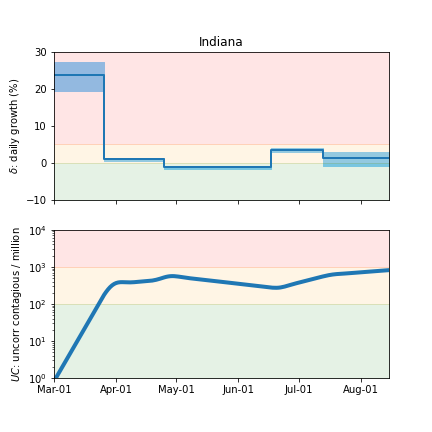 Indiana
δ: daily growth (%)
30
20
10
0
−10
UC: uncorr contagious / million
10⁴
10³
10²
10¹
10⁰
Mar-01 Apr-01 May-01 Jun-01 Jul-01 Aug-01